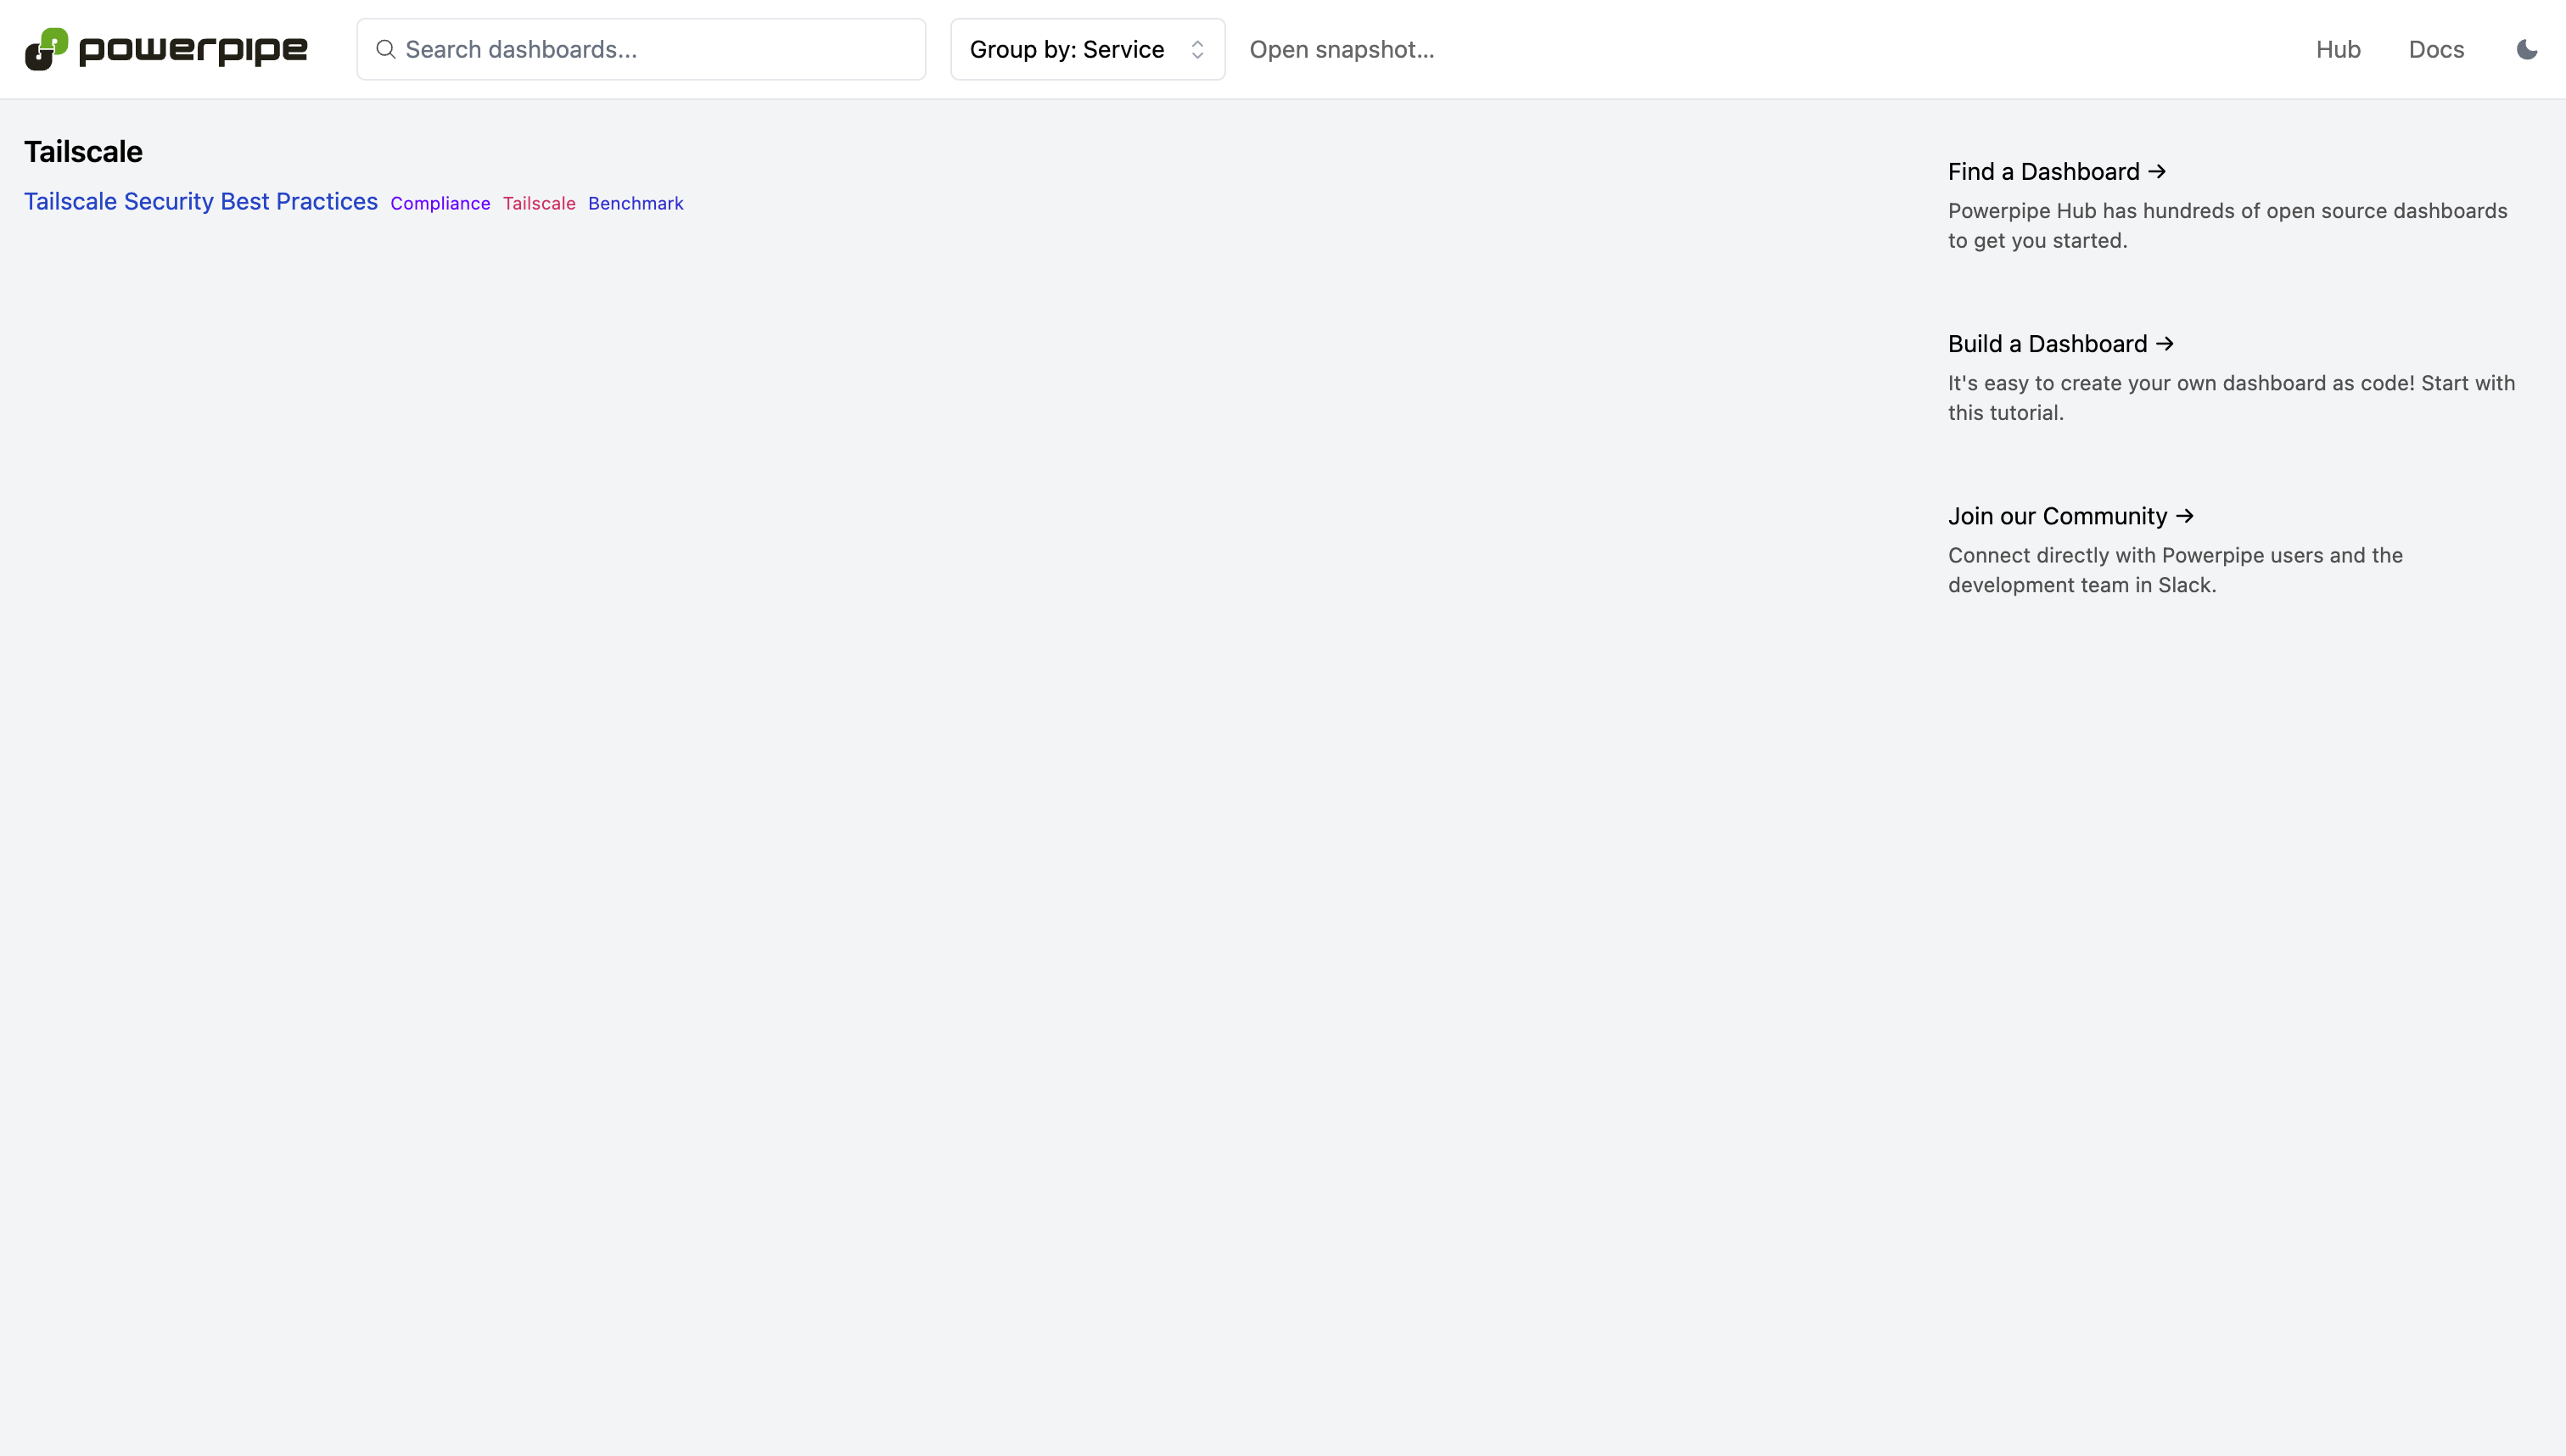 powerpipe
Search dashboards...
Group by: Service
Open snapshot...
Hub
Docs
Tailscale
Tailscale Security Best Practices Compliance Tailscale Benchmark
Find a Dashboard →
Powerpipe Hub has hundreds of open source dashboards
to get you started.
Build a Dashboard →
It's easy to create your own dashboard as code! Start with
this tutorial.
Join our Community →
Connect directly with Powerpipe users and the
development team in Slack.